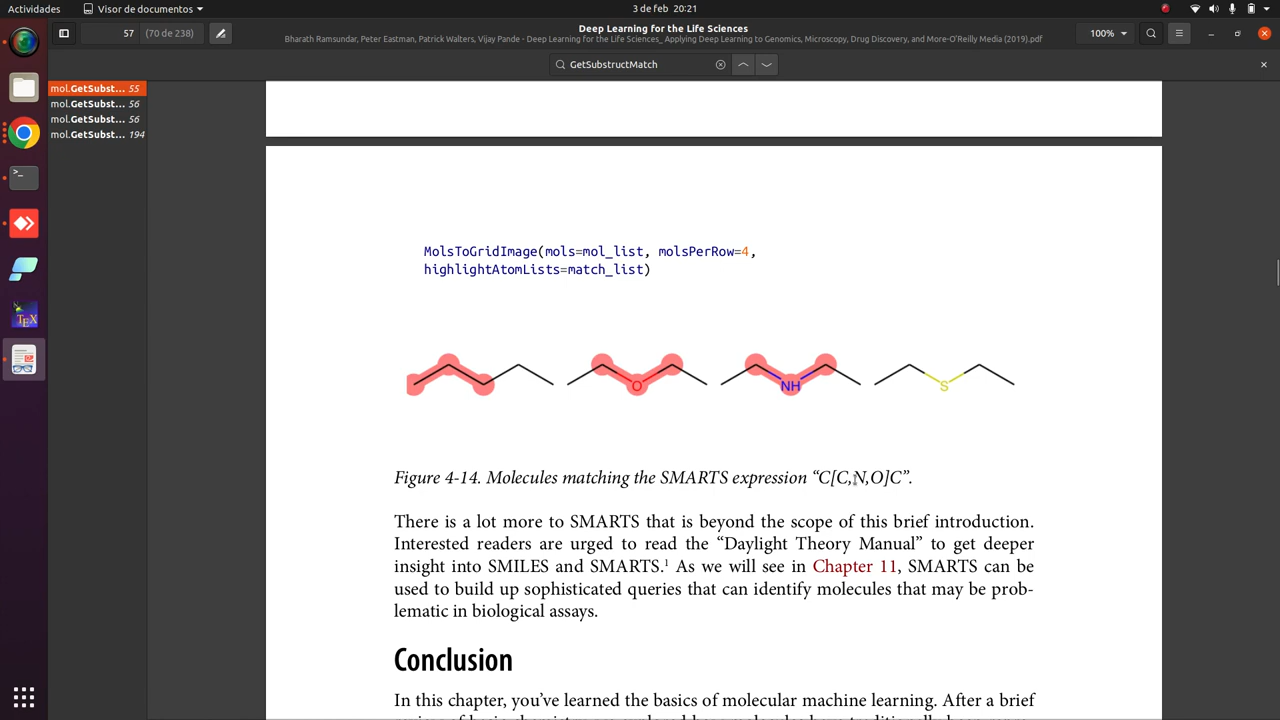 Actividades
Visor de documentos
3 de feb 20:21
57
(70 de 238)
Deep Learning for the Life Sciences
Bharath Ramsundar, Peter Eastman, Patrick Walters, Vijay Pande - Deep Learning for the Life Sciences_ Applying Deep Learning to Genomics, Microscopy, Drug Discovery, and More-O'Reilly Media (2019).pdf
100%
GetSubstructMatch
mol.GetSubst... 55
mol.GetSubst... 56
mol.GetSubst... 56
mol.GetSubst... 194
TEX
MolsToGridImage(mols=mol_list, molsPerRow=4,
highlightAtomLists=match_list)
O
NH
S
Figure 4-14. Molecules matching the SMARTS expression “C[C,N,O]C”.
There is a lot more to SMARTS that is beyond the scope of this brief introduction.
Interested readers are urged to read the “Daylight Theory Manual” to get deeper
insight into SMILES and SMARTS.¹ As we will see in Chapter 11, SMARTS can be
used to build up sophisticated queries that can identify molecules that may be prob-
lematic in biological assays.
Conclusion
In this chapter, you’ve learned the basics of molecular machine learning. After a brief